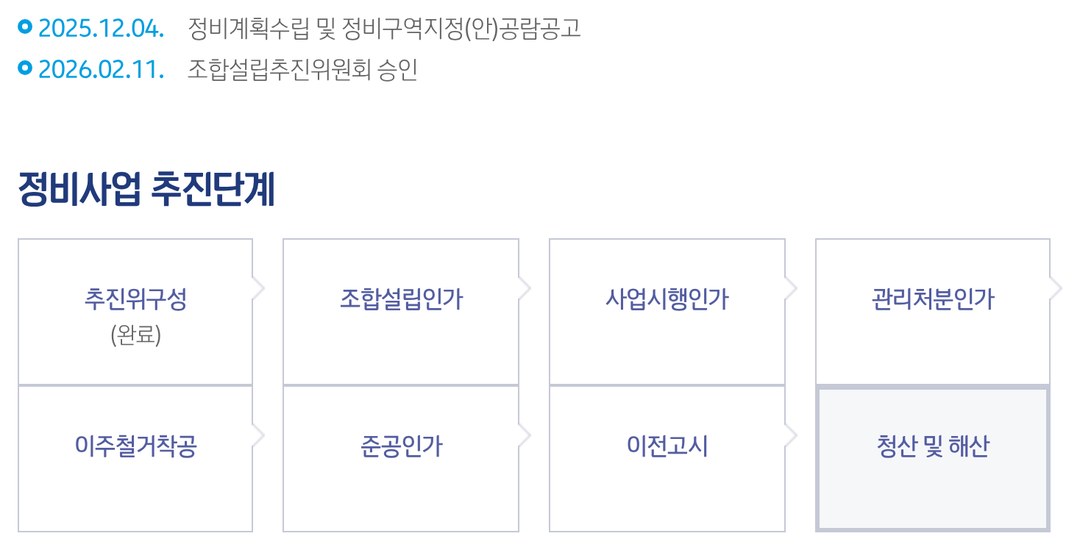 2025.12.04. 정비계획수립 및 정비구역지정(안)공람공고
2026.02.11. 조합설립추진위원회 승인
정비사업 추진단계
추진위구성
(완료)
조합설립인가
사업시행인가
관리처분인가
이주철거착공
준공인가
이전고시
청산 및 해산